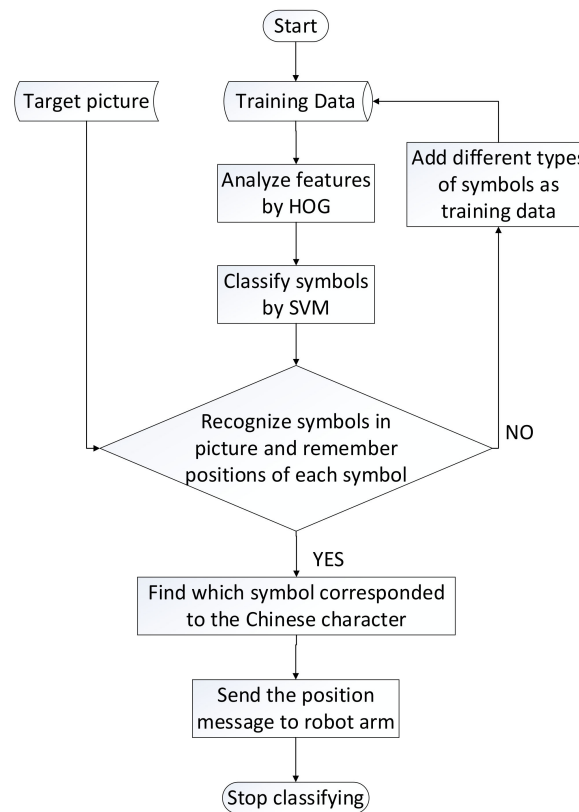 Start
Target picture
Training Data
Add different types
of symbols as
training data
Analyze features
by HOG
Classify symbols
by SVM
Recognize symbols in
picture and remember
positions of each symbol
NO
YES
Find which symbol corresponded
to the Chinese character
Send the position
message to robot arm
Stop classifying